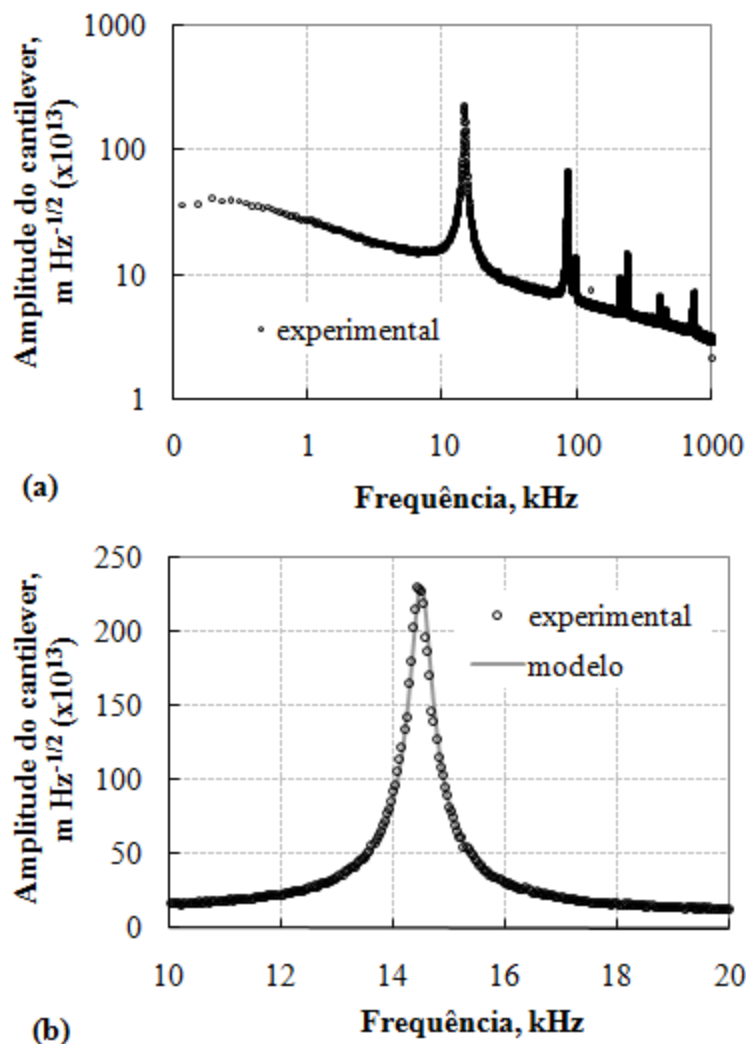 Amplitude do cantilever,
m Hz-1/2 (x10¹³)
1000
100
10
1
experimental
0 1 10 100 1000
(a)
Frequência, kHz
Amplitude do cantilever,
m Hz-1/2 (x10¹³)
250
200
150
100
50
0
experimental
modelo
10 12 14 16 18 20
(b)
Frequência, kHz